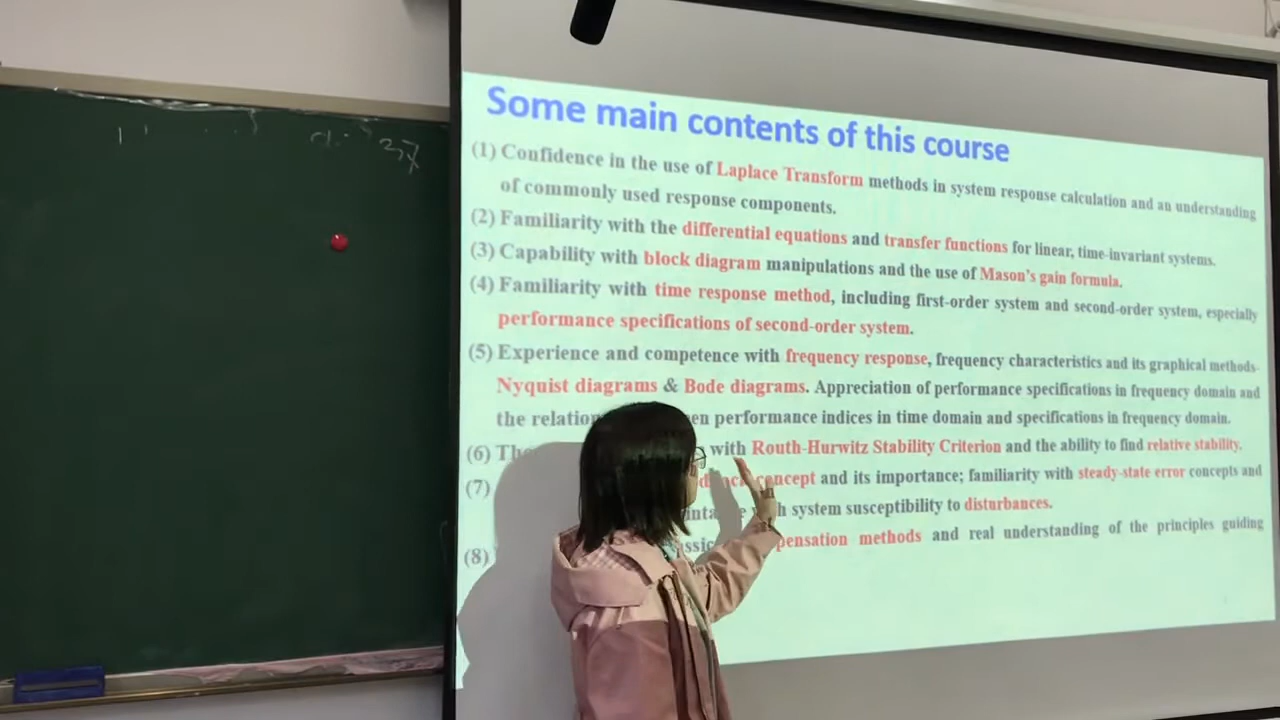 37
Some main contents of this course
(1) Confidence in the use of Laplace Transform methods in system response calculation and an understanding
of commonly used response components.
(2) Familiarity with the differential equations and transfer functions for linear, time-invariant systems.
(3) Capability with block diagram manipulations and the use of Mason's gain formula.
(4) Familiarity with time response method, including first-order system and second-order system, especially
performance specifications of second-order system.
(5) Experience and competence with frequency response, frequency characteristics and its graphical methods-
Nyquist diagrams & Bode diagrams. Appreciation of performance specifications in frequency domain and
the performance indices in time domain and specifications in frequency domain.
(6) with Routh-Hurwitz Stability Criterion and the ability to find relative stability.
(7) concept and its importance; familiarity with steady-state error concepts and
system susceptibility to disturbances.
(8) methods and real understanding of the principles guiding